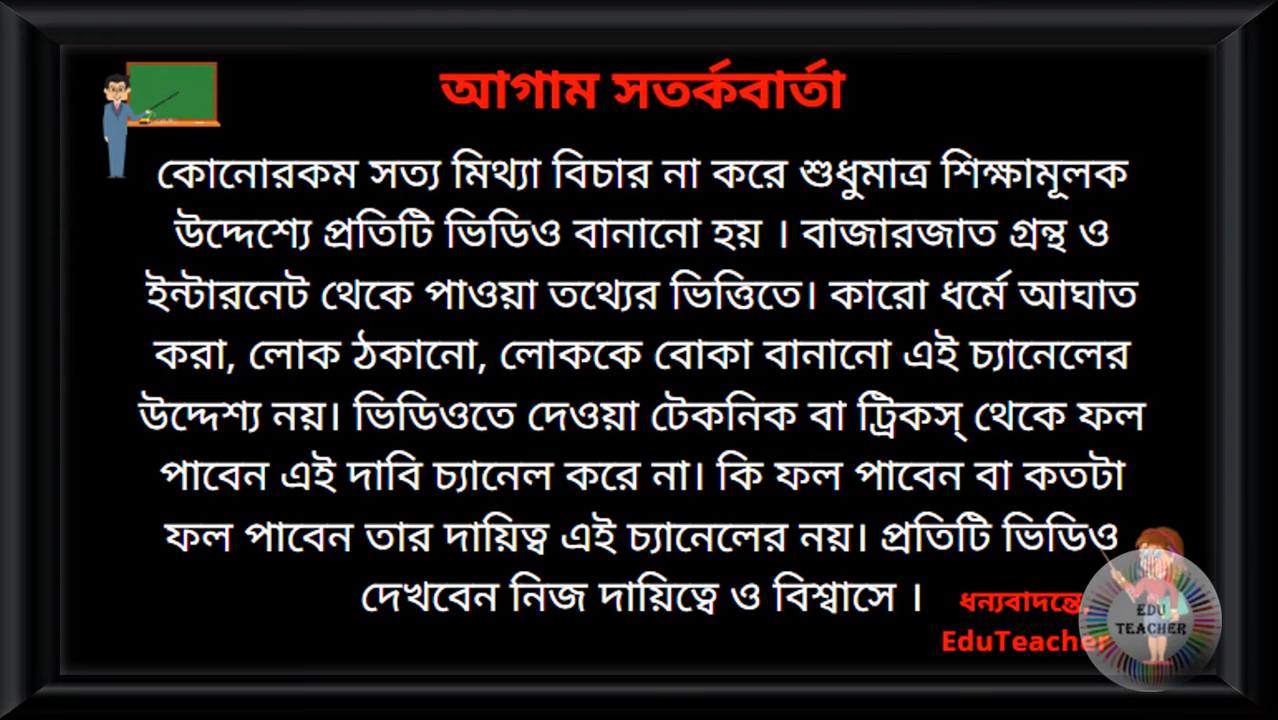 আগাম সতর্কবার্তা
কোনোরকম সত্য মিথ্যা বিচার না করে শুধুমাত্র শিক্ষামূলক
উদ্দেশ্যে প্রতিটি ভিডিও বানানো হয় । বাজারজাত গ্রন্থ ও
ইন্টারনেট থেকে পাওয়া তথ্যের ভিত্তিতে। কারো ধর্মে আঘাত
করা, লোক ঠকানো, লোককে বোকা বানানো এই চ্যানেলের
উদ্দেশ্য নয়। ভিডিওতে দেওয়া টেকনিক বা ট্রিকস্ থেকে ফল
পাবেন এই দাবি চ্যানেল করে না। কি ফল পাবেন বা কতটা
ফল পাবেন তার দায়িত্ব এই চ্যানেলের নয়। প্রতিটি ভিডিও
দেখবেন নিজ দায়িত্বে ও বিশ্বাসে ।
ধন্যবাদন্তে,
EduTeacher
EDU
TEACHER